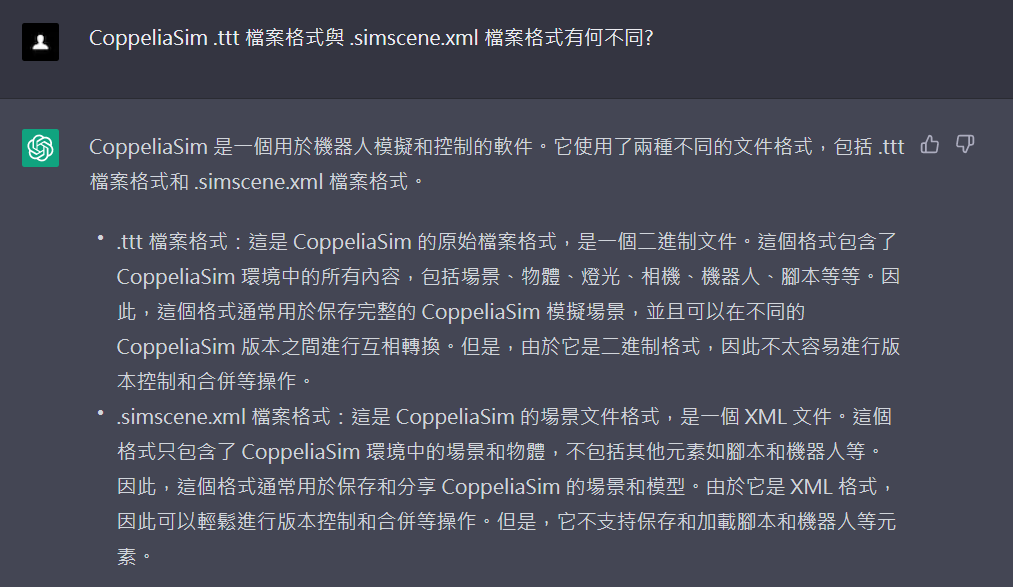 CoppeliaSim .ttt 檔案格式與 .simscene.xml 檔案格式有何不同?
CoppeliaSim 是一個用於機器人模擬和控制的軟件。它使用了兩種不同的文件格式，包括 .ttt
檔案格式和 .simscene.xml 檔案格式。
• .ttt 檔案格式：這是 CoppeliaSim 的原始檔案格式，是一個二進制文件。這個格式包含了
CoppeliaSim 環境中的所有內容，包括場景、物體、燈光、相機、機器人、腳本等等。因
此，這個格式通常用於保存完整的 CoppeliaSim 模擬場景，並且可以在不同的
CoppeliaSim 版本之間進行互相轉換。但是，由於它是二進制格式，因此不太容易進行版
本控制和合併等操作。
• .simscene.xml 檔案格式：這是 CoppeliaSim 的場景文件格式，是一個 XML 文件。這個
格式只包含了 CoppeliaSim 環境中的場景和物體，不包括其他元素如腳本和機器人等。
因此，這個格式通常用於保存和分享 CoppeliaSim 的場景和模型。由於它是 XML 格式，
因此可以輕鬆進行版本控制和合併等操作。但是，它不支持保存和加載腳本和機器人等元
素。